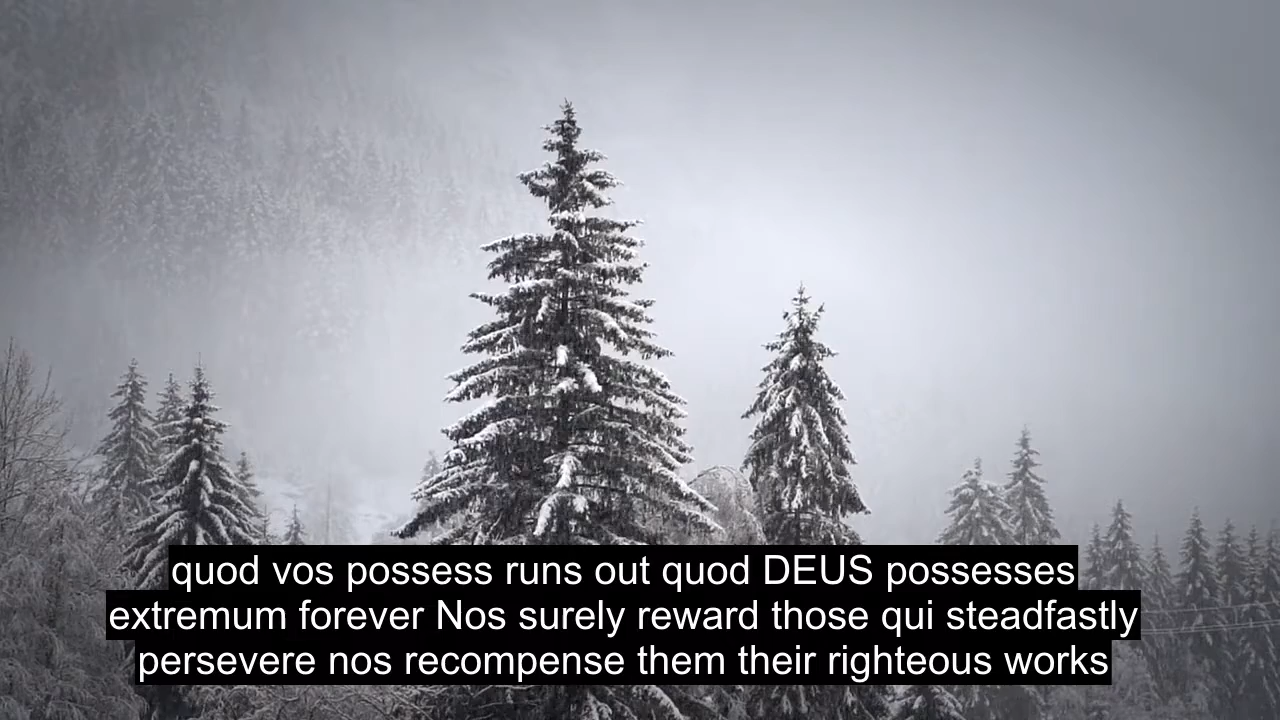 quod vos possess runs out quod DEUS possesses
extremum forever Nos surely reward those qui steadfastly
persevere nos recompense them their righteous works